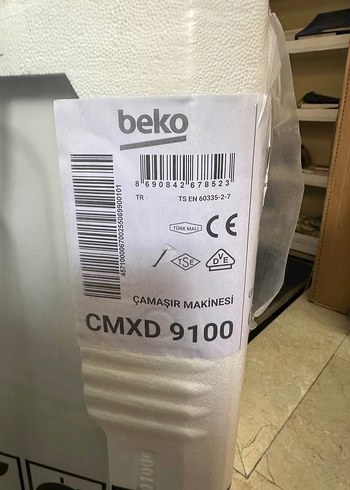 beko
8 690842 678523
TR TS EN 60335-2-7
TÜRK MALI CE
TSE DVE
ÇAMAŞIR MAKİNESİ
CMXD 9100